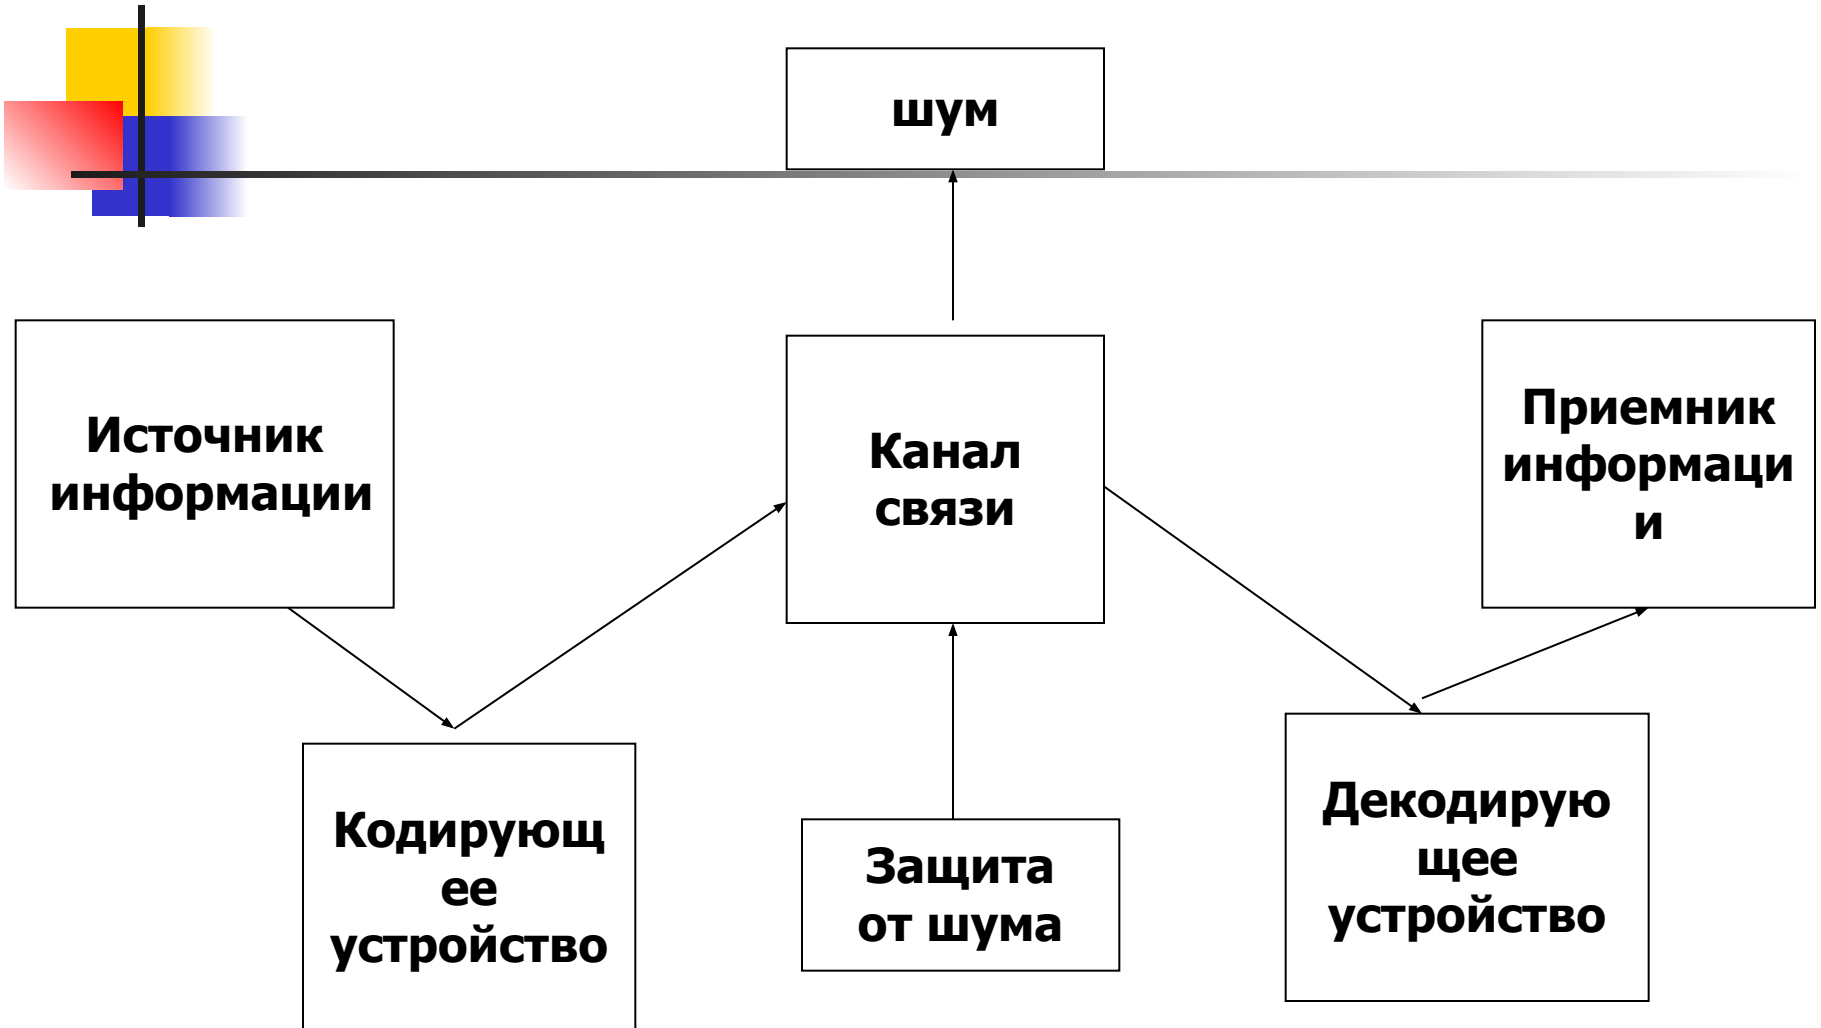 шум
Источник
информации
Канал
связи
Приемник
информаци
и
Кодирующ
ее
устройство
Защита
от шума
Декодирую
щее
устройство